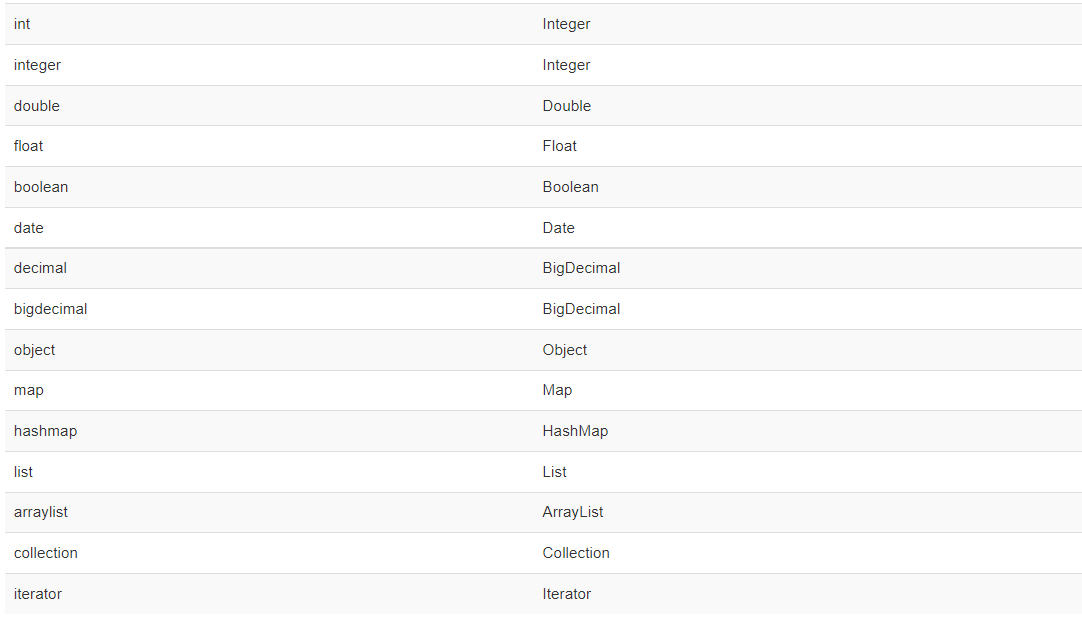 int Integer
integer Integer
double Double
float Float
boolean Boolean
date Date
decimal BigDecimal
bigdecimal BigDecimal
object Object
map Map
hashmap HashMap
list List
arraylist ArrayList
collection Collection
iterator Iterator